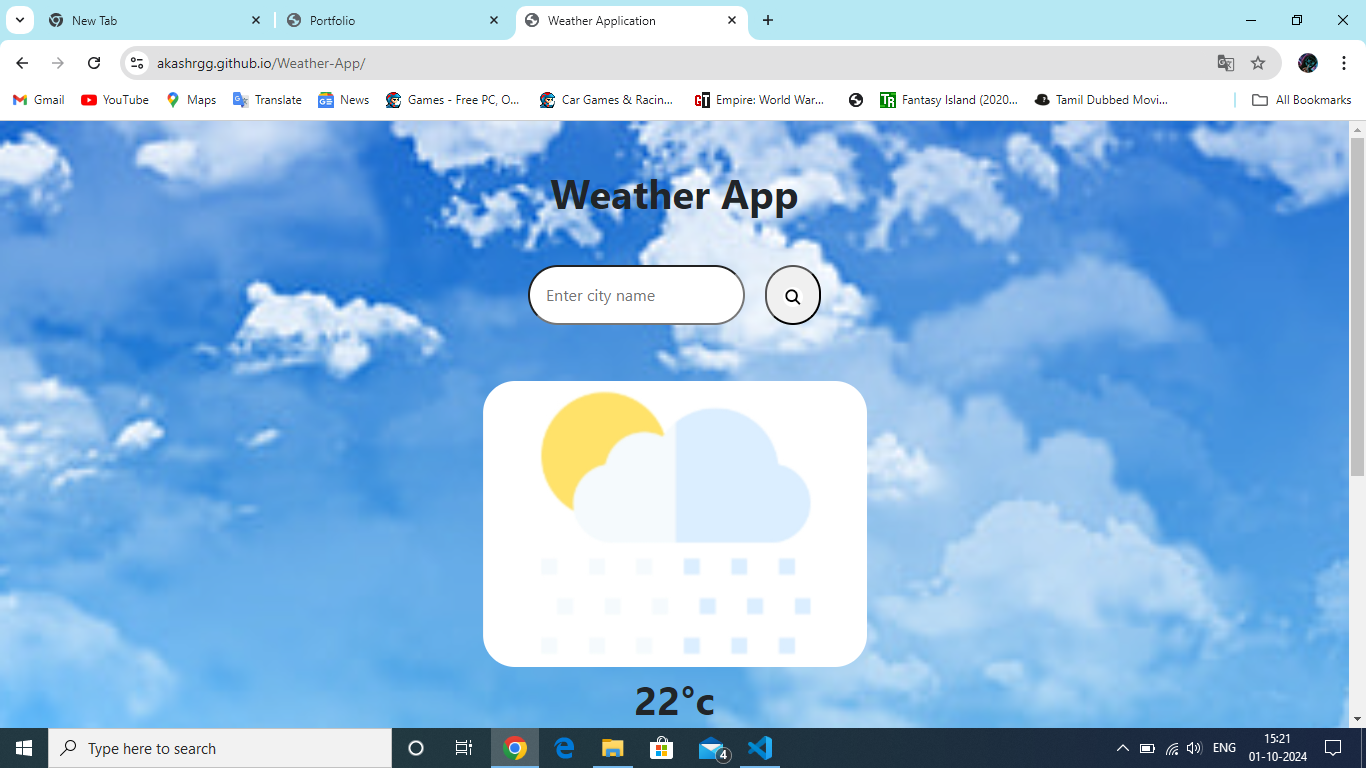 New Tab
Portfolio
Weather Application
akashrgg.github.io/Weather-App/
Gmail
YouTube
Maps
Translate
News
Games - Free PC, O...
Car Games & Racin...
Empire: World War...
Fantasy Island (2020...
Tamil Dubbed Movi...
All Bookmarks
Weather App
Enter city name
22°c
Type here to search
4
ENG
15:21
01-10-2024